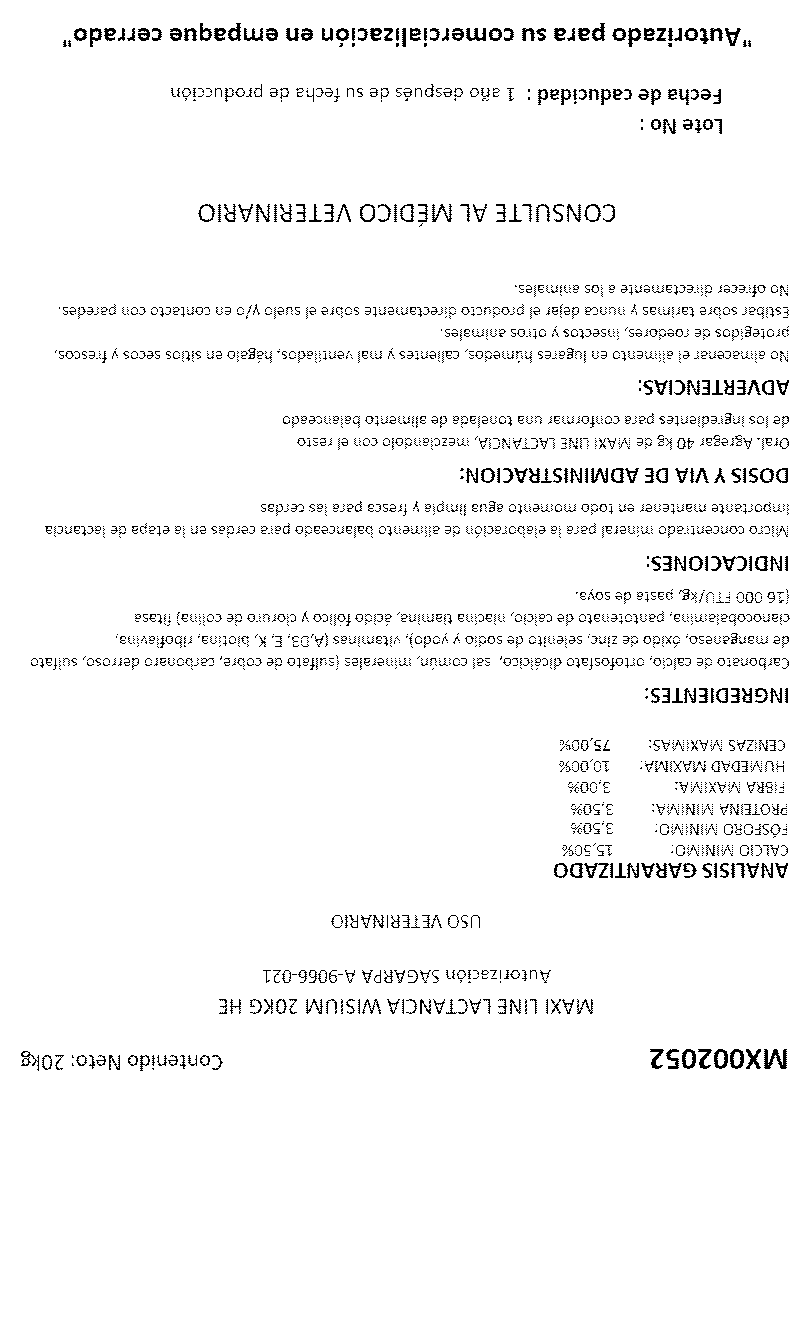 MX002052 Contenido Neto: 20kg
MAXI LINE LACTANCIA WISIUM 20KG HE
Autorización SAGARPA A-9066-021
USO VETERINARIO
ANALISIS GARANTIZADO
CALCIO MINIMO: 15,50%
FÓSFORO MINIMO: 3,50%
PROTEINA MINIMA: 3,50%
FIBRA MAXIMA: 3,00%
HUMEDAD MAXIMA: 10,00%
CENIZAS MAXIMAS: 75,00%
INGREDIENTES:
Carbonato de calcio, ortofosfato dicálcico, sal común, minerales (sulfato de cobre, carbonaro derroso, sulfato
de manganeso, óxido de zinc, selenito de sodio y yodo), vitaminas (A,D3, E, K, biotina, riboflavina,
cianocobalamina, pantotenato de calcio, niacina tiamina, ácido fólico y cloruro de colina) fitasa
(16 000 FTU/kg, pasta de soya.
INDICACIONES:
Micro concentrado mineral para la elaboración de alimento balanceado para cerdas en la etapa de lactancia
Importante mantener en todo momento agua limpia y fresca para las cerdas
DOSIS Y VIA DE ADMINISTRACION:
Oral. Agregar 40 kg de MAXI LINE LACTANCIA, mezclandolo con el resto
de los ingredientes para conformar una tonelada de alimento balanceado
ADVERTENCIAS:
No almacenar el alimento en lugares húmedos, calientes y mal ventilados, hágalo en sitios secos y frescos,
protegidos de roedores, insectos y otros animales.
Estibar sobre tarimas y nunca dejar el producto directamente sobre el suelo y/o en contacto con paredes.
No ofrecer directamente a los animales.
CONSULTE AL MÉDICO VETERINARIO
Lote No :
Fecha de caducidad : 1 año después de su fecha de producción
"Autorizado para su comercialización en empaque cerrado"